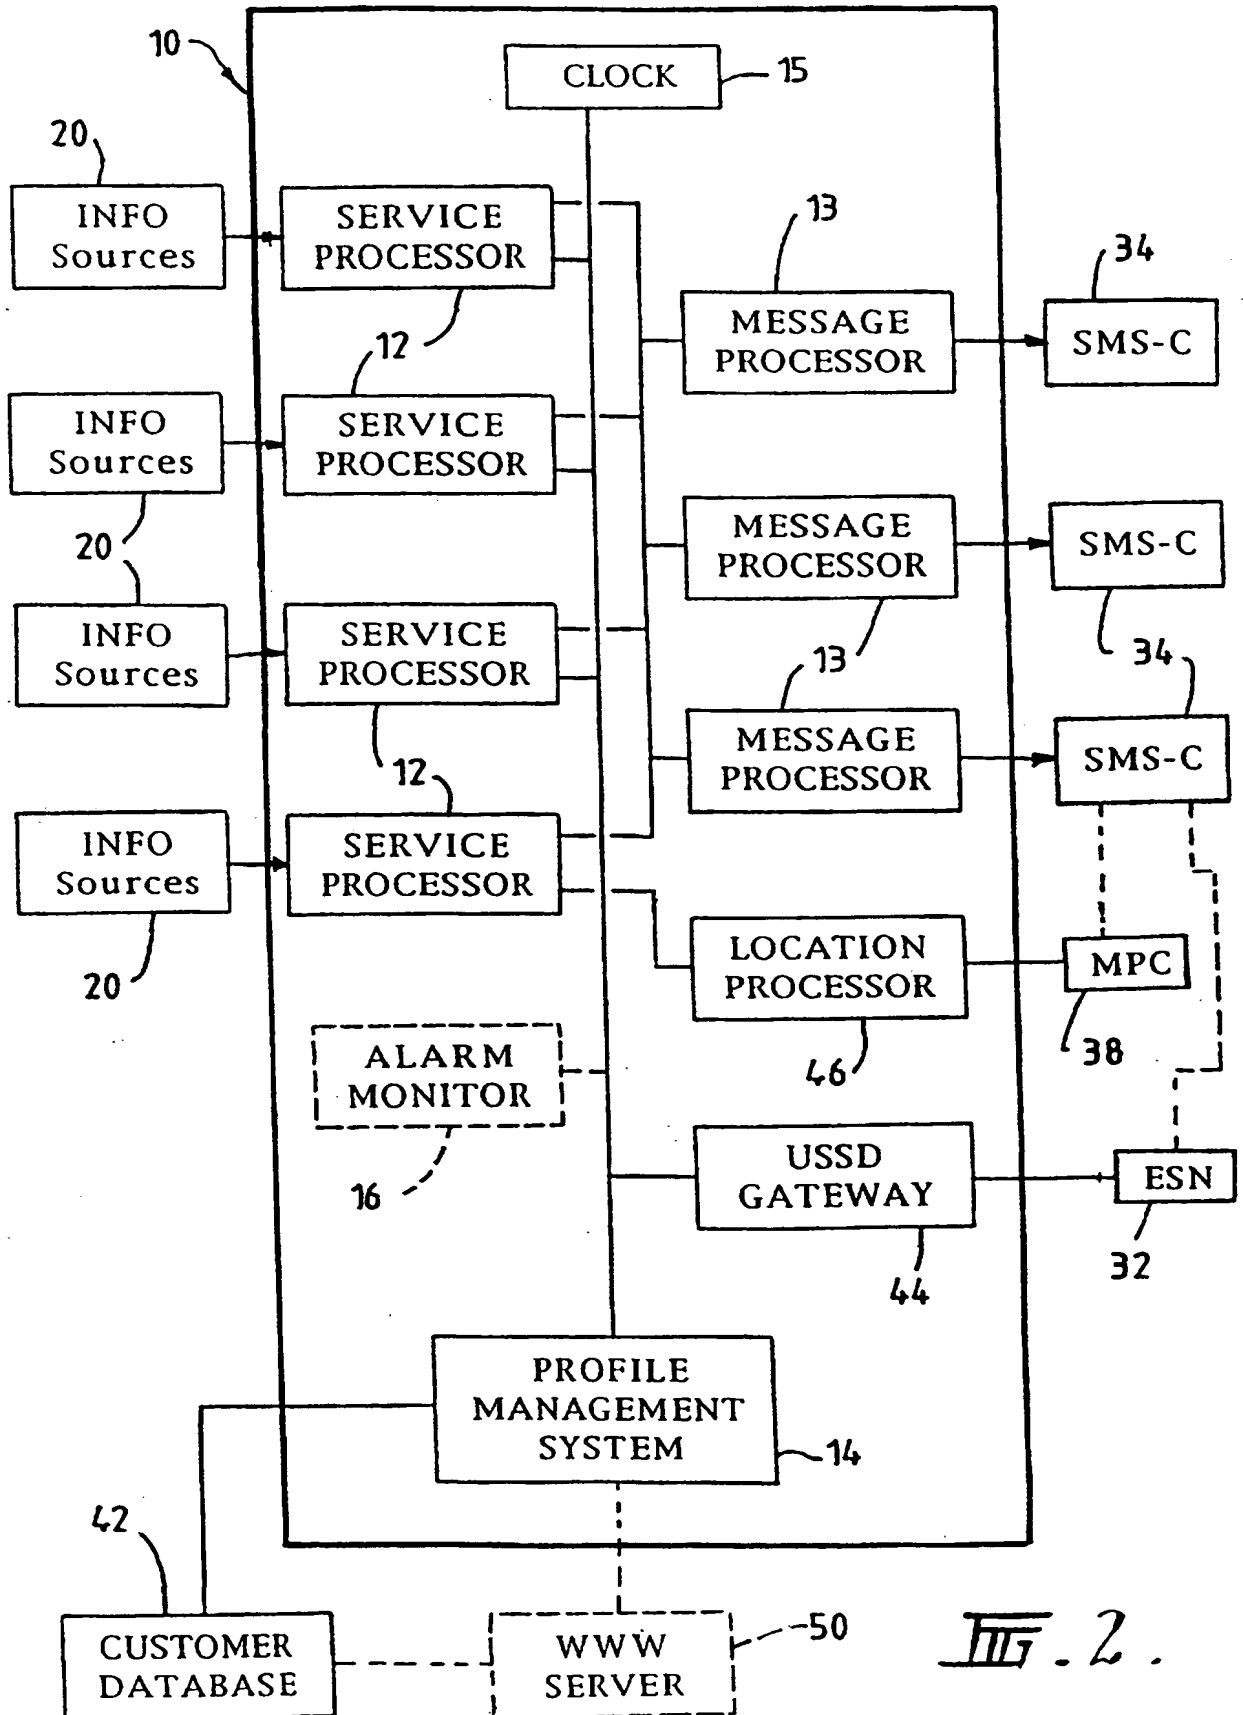 10
CLOCK
15
20
INFO
Sources
SERVICE
PROCESSOR
13
34
MESSAGE
PROCESSOR
SMS-C
12
INFO
Sources
SERVICE
PROCESSOR
20
MESSAGE
PROCESSOR
SMS-C
INFO
Sources
SERVICE
PROCESSOR
13
34
MESSAGE
PROCESSOR
SMS-C
12
INFO
Sources
SERVICE
PROCESSOR
20
LOCATION
PROCESSOR
MPC
46
38
ALARM
MONITOR
16
USSD
GATEWAY
ESN
44
32
PROFILE
MANAGEMENT
SYSTEM
14
42
CUSTOMER
DATABASE
WWW
SERVER
50
FIG. 2.